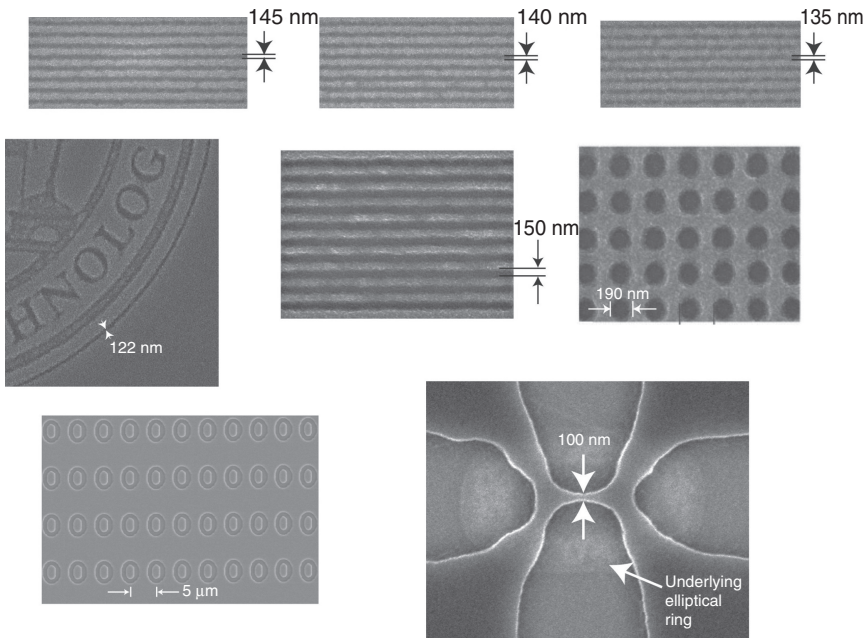 145 nm
140 nm
135 nm
HNOLOG
122 nm
150 nm
190 nm
5 μm
100 nm
Underlying
elliptical
ring